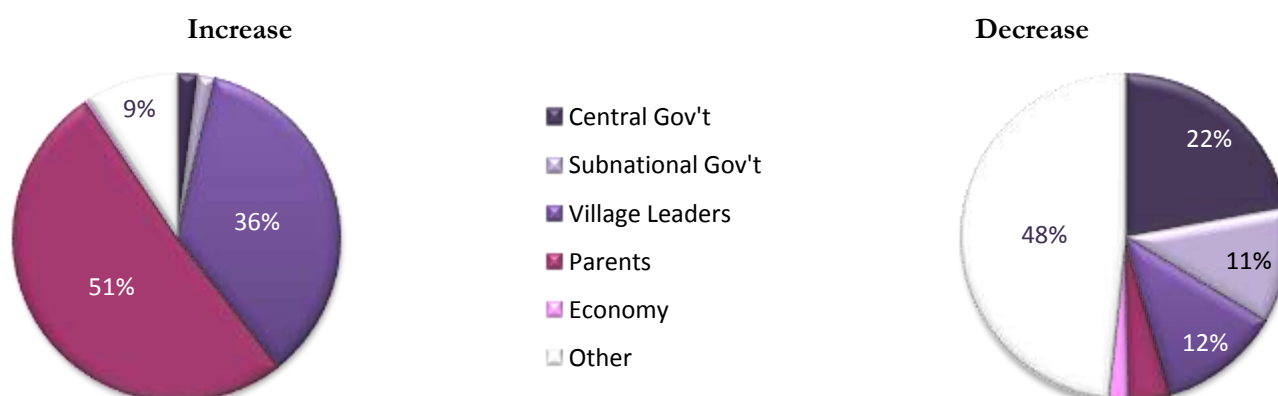 Increase
Decrease
9%
36%
51%
Central Gov't
Subnational Gov't
Village Leaders
Parents
Economy
Other
22%
11%
12%
48%